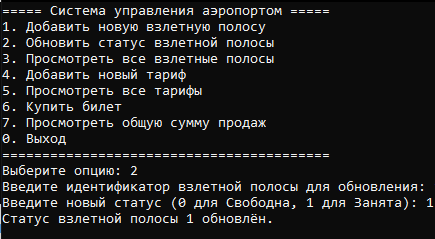 ===== Система управления аэропортом =====
1. Добавить новую взлетную полосу
2. Обновить статус взлетной полосы
3. Просмотреть все взлетные полосы
4. Добавить новый тариф
5. Просмотреть все тарифы
6. Купить билет
7. Просмотреть общую сумму продаж
0. Выход
=========================================
Выберите опцию: 2
Введите идентификатор взлетной полосы для обновления:
Введите новый статус (0 для Свободна, 1 для Занята): 1
Статус взлетной полосы 1 обновлён.